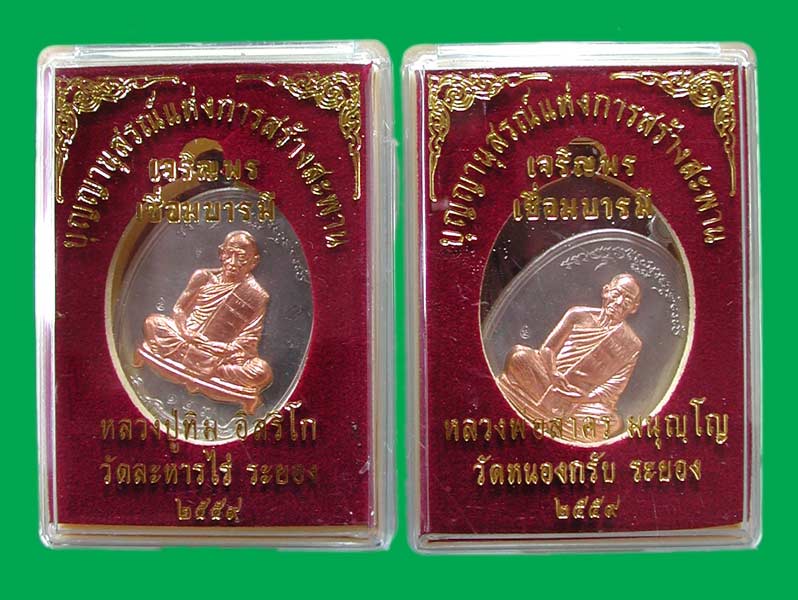 บุญญานุสรณ์แห่งการสร้างสะพาน
เจริญพร
เชื่อมบารมี
หลวงปู่ทิม อิสริโก
วัดละหารไร่ ระยอง
๒๕๕๙
บุญญานุสรณ์แห่งการสร้างสะพาน
เจริญพร
เชื่อมบารมี
หลวงพ่อสาคร มนุญฺโญ
วัดหนองกรับ ระยอง
๒๕๕๙